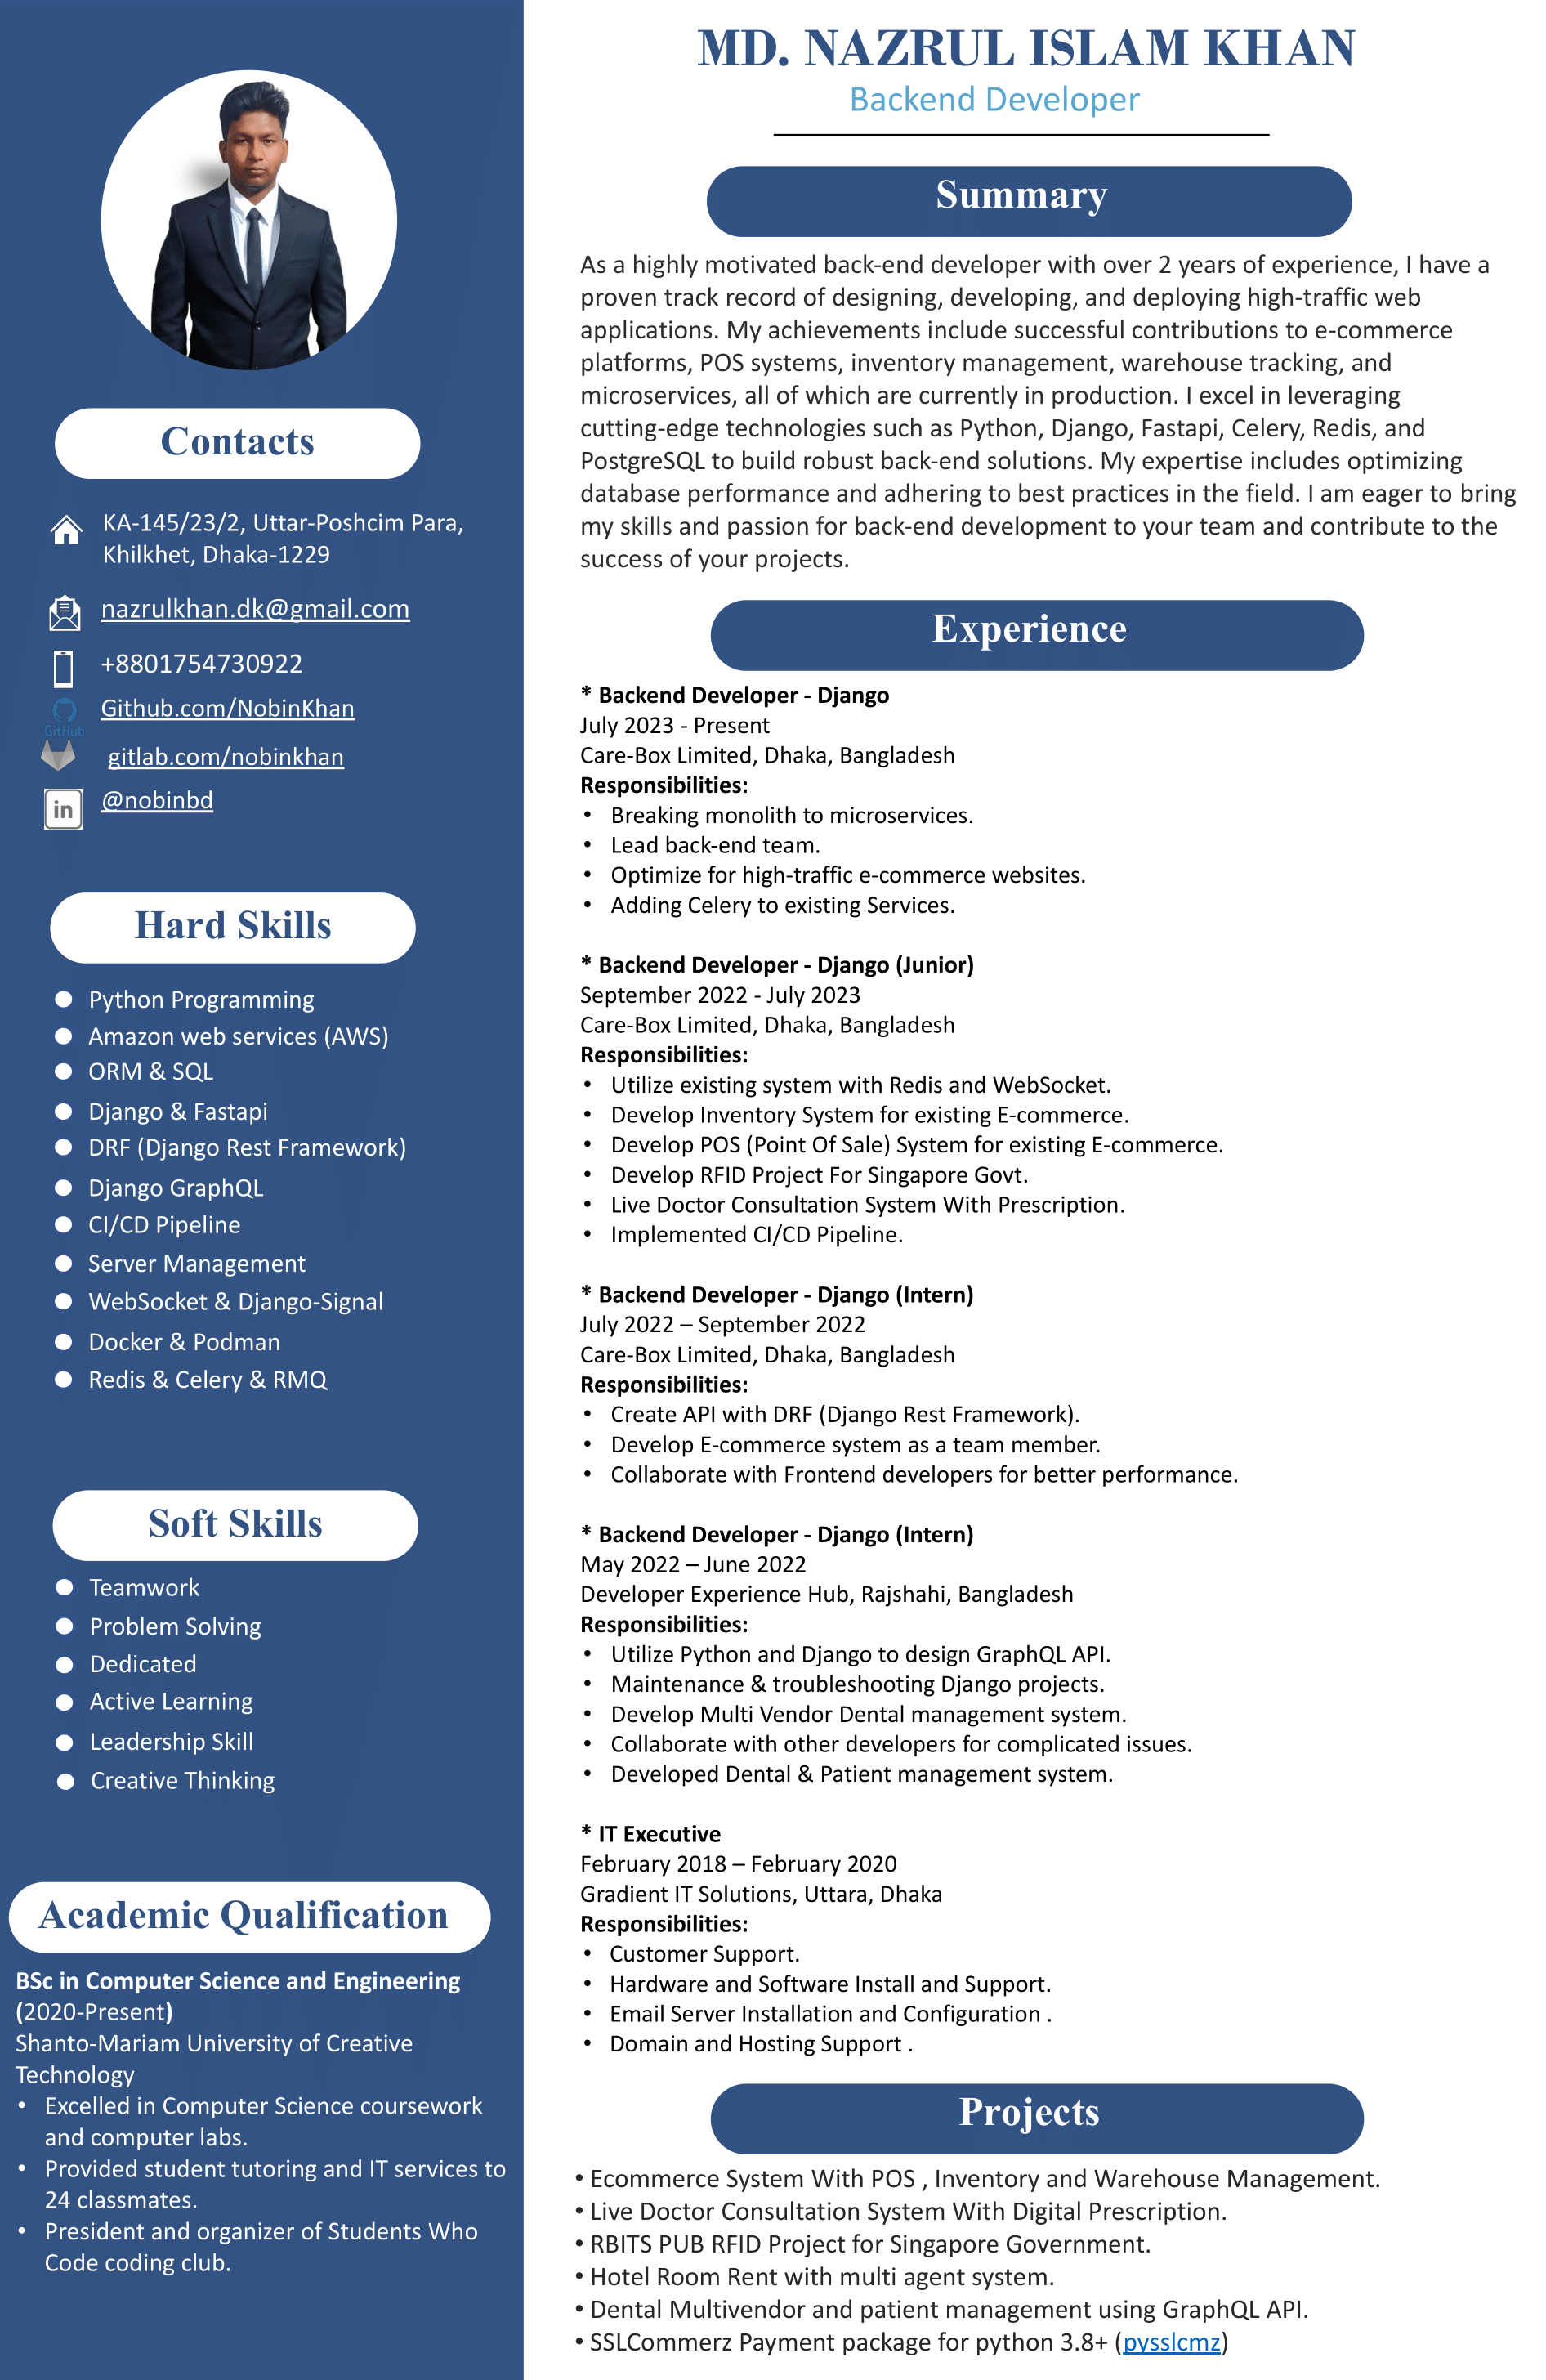 MD. NAZRUL ISLAM KHAN
Backend Developer
Contacts
KA-145/23/2, Uttar-Poshcim Para,
Khilkhet, Dhaka-1229
nazrulkhan.dk@gmail.com
+8801754730922
Github.com/NobinKhan
GitHub
gitlab.com/nobinkhan
in
@nobinbd
Hard Skills
● Python Programming
● Amazon web services (AWS)
● ORM & SQL
● Django & Fastapi
● DRF (Django Rest Framework)
● Django GraphQL
● CI/CD Pipeline
● Server Management
● WebSocket & Django-Signal
● Docker & Podman
● Redis & Celery & RMQ
Soft Skills
● Teamwork
● Problem Solving
● Dedicated
● Active Learning
● Leadership Skill
● Creative Thinking
Academic Qualification
BSc in Computer Science and Engineering
(2020-Present)
Shanto-Mariam University of Creative
Technology
• Excelled in Computer Science coursework
and computer labs.
• Provided student tutoring and IT services to
24 classmates.
• President and organizer of Students Who
Code coding club.
Summary
As a highly motivated back-end developer with over 2 years of experience, I have a
proven track record of designing, developing, and deploying high-traffic web
applications. My achievements include successful contributions to e-commerce
platforms, POS systems, inventory management, warehouse tracking, and
microservices, all of which are currently in production. I excel in leveraging
cutting-edge technologies such as Python, Django, Fastapi, Celery, Redis, and
PostgreSQL to build robust back-end solutions. My expertise includes optimizing
database performance and adhering to best practices in the field. I am eager to bring
my skills and passion for back-end development to your team and contribute to the
success of your projects.
Experience
* Backend Developer - Django
July 2023 - Present
Care-Box Limited, Dhaka, Bangladesh
Responsibilities:
• Breaking monolith to microservices.
• Lead back-end team.
• Optimize for high-traffic e-commerce websites.
• Adding Celery to existing Services.
* Backend Developer - Django (Junior)
September 2022 - July 2023
Care-Box Limited, Dhaka, Bangladesh
Responsibilities:
• Utilize existing system with Redis and WebSocket.
• Develop Inventory System for existing E-commerce.
• Develop POS (Point Of Sale) System for existing E-commerce.
• Develop RFID Project For Singapore Govt.
• Live Doctor Consultation System With Prescription.
• Implemented CI/CD Pipeline.
* Backend Developer - Django (Intern)
July 2022 – September 2022
Care-Box Limited, Dhaka, Bangladesh
Responsibilities:
• Create API with DRF (Django Rest Framework).
• Develop E-commerce system as a team member.
• Collaborate with Frontend developers for better performance.
* Backend Developer - Django (Intern)
May 2022 – June 2022
Developer Experience Hub, Rajshahi, Bangladesh
Responsibilities:
• Utilize Python and Django to design GraphQL API.
• Maintenance & troubleshooting Django projects.
• Develop Multi Vendor Dental management system.
• Collaborate with other developers for complicated issues.
• Developed Dental & Patient management system.
* IT Executive
February 2018 – February 2020
Gradient IT Solutions, Uttara, Dhaka
Responsibilities:
• Customer Support.
• Hardware and Software Install and Support.
• Email Server Installation and Configuration .
• Domain and Hosting Support .
Projects
• Ecommerce System With POS , Inventory and Warehouse Management.
• Live Doctor Consultation System With Digital Prescription.
• RBITS PUB RFID Project for Singapore Government.
• Hotel Room Rent with multi agent system.
• Dental Multivendor and patient management using GraphQL API.
• SSLCommerz Payment package for python 3.8+ (pysslcmz)